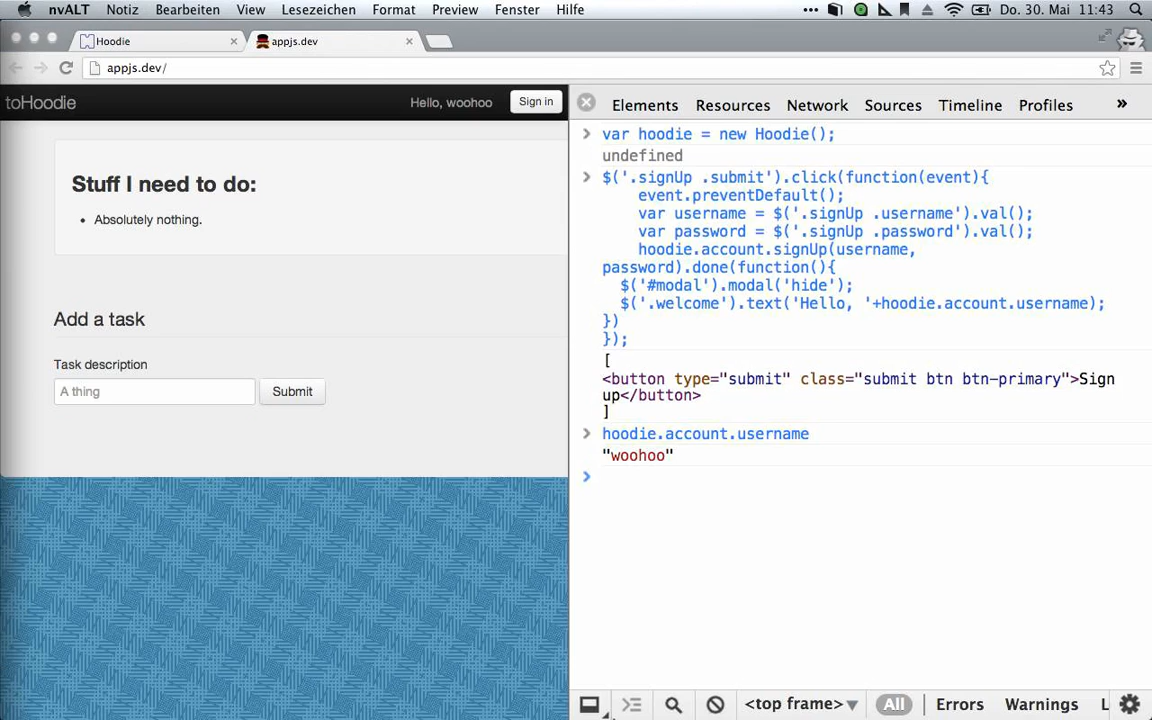 nvALT Notiz Bearbeiten View Lesezeichen Format Preview Fenster Hilfe Do. 30. Mai 11:43
Hoodie appjs.dev
appjs.dev/
toHoodie Hello, woohoo Sign in
Stuff I need to do:
Absolutely nothing.
Add a task
Task description
A thing Submit
Elements Resources Network Sources Timeline Profiles »
> var hoodie = new Hoodie();
undefined
> $('.signUp .submit').click(function(event){
event.preventDefault();
var username = $('.signUp .username').val();
var password = $('.signUp .password').val();
hoodie.account.signUp(username,
password).done(function(){
$('#modal').modal('hide');
$('.welcome').text('Hello, '+hoodie.account.username);
})
});
[
<button type="submit" class="submit btn btn-primary">Sign
up</button>
]
> hoodie.account.username
"woohoo"
>
<top frame> All Errors Warnings L